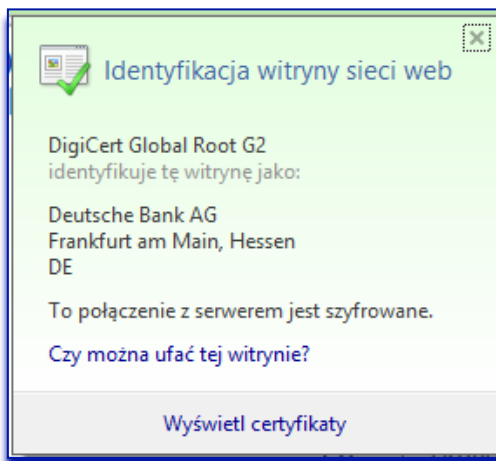 Identyfikacja witryny sieci web
DigiCert Global Root G2
identyfikuje tę witrynę jako:
Deutsche Bank AG
Frankfurt am Main, Hessen
DE
To połączenie z serwerem jest szyfrowane.
Czy można ufać tej witrynie?
Wyświetl certyfikaty